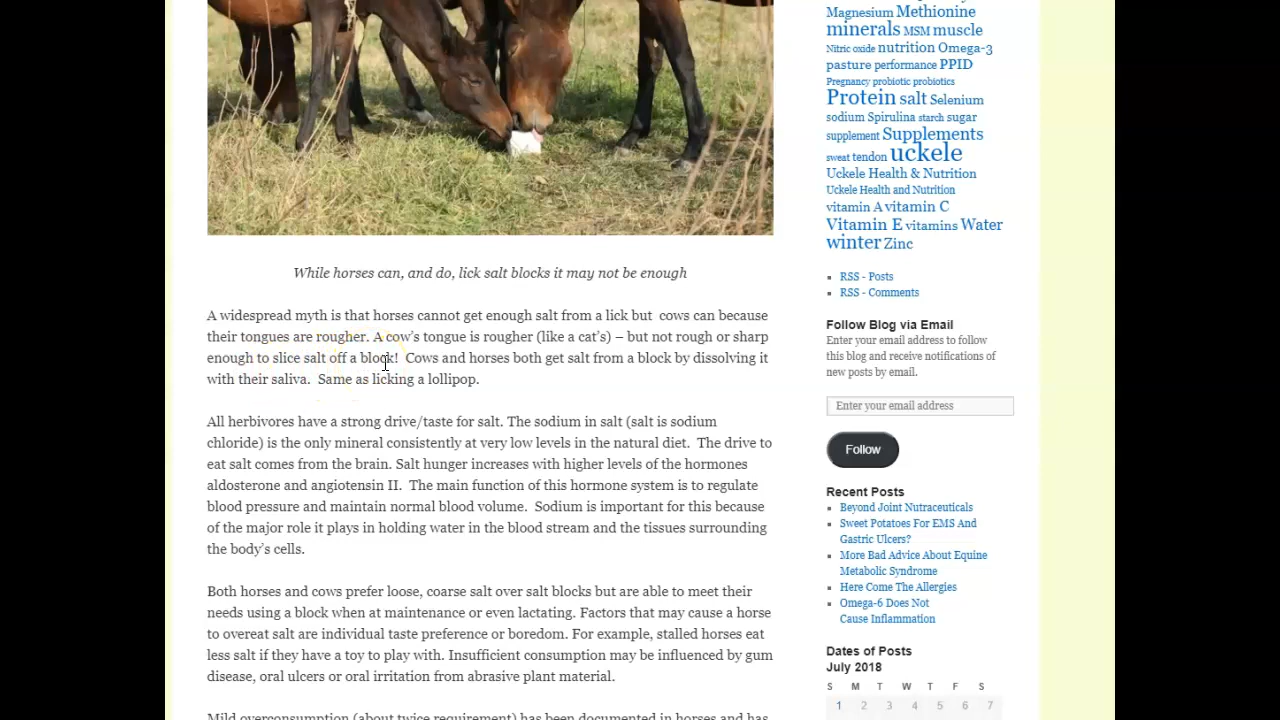 While horses can, and do, lick salt blocks it may not be enough
A widespread myth is that horses cannot get enough salt from a lick but cows can because
their tongues are rougher. A cow's tongue is rougher (like a cat's) – but not rough or sharp
enough to slice salt off a block! Cows and horses both get salt from a block by dissolving it
with their saliva. Same as licking a lollipop.
All herbivores have a strong drive/taste for salt. The sodium in salt (salt is sodium
chloride) is the only mineral consistently at very low levels in the natural diet. The drive to
eat salt comes from the brain. Salt hunger increases with higher levels of the hormones
aldosterone and angiotensin II. The main function of this hormone system is to regulate
blood pressure and maintain normal blood volume. Sodium is important for this because
of the major role it plays in holding water in the blood stream and the tissues surrounding
the body's cells.
Both horses and cows prefer loose, coarse salt over salt blocks but are able to meet their
needs using a block when at maintenance or even lactating. Factors that may cause a horse
to overeat salt are individual taste preference or boredom. For example, stalled horses eat
less salt if they have a toy to play with. Insufficient consumption may be influenced by gum
disease, oral ulcers or oral irritation from abrasive plant material.
Mild overconsumption (about twice requirement) has been documented in horses and has
Magnesium Methionine
minerals MSM muscle
Nitric oxide nutrition Omega-3
pasture performance PPID
Pregnancy probiotic probiotics
Protein salt Selenium
sodium Spirulina starch sugar
supplement Supplements
sweat tendon uckele
Uckele Health & Nutrition
Uckele Health and Nutrition
vitamin A vitamin C
Vitamin E vitamins Water
winter Zinc
RSS - Posts
RSS - Comments
Follow Blog via Email
Enter your email address to follow
this blog and receive notifications of
new posts by email.
Enter your email address
Follow
Recent Posts
Beyond Joint Nutraceuticals
Sweet Potatoes For EMS And
Gastric Ulcers?
More Bad Advice About Equine
Metabolic Syndrome
Here Come The Allergies
Omega-6 Does Not
Cause Inflammation
Dates of Posts
July 2018
S M T W T F S
1 2 3 4 5 6 7